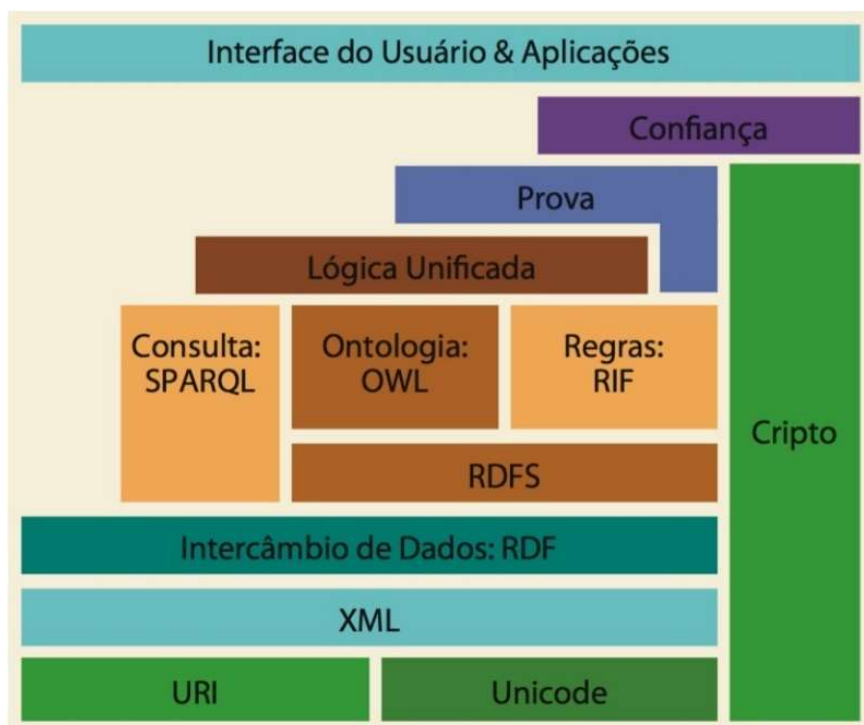 Interface do Usuário & Aplicações
Confiança
Prova
Lógica Unificada
Consulta:
SPARQL
Ontologia:
OWL
Regras:
RIF
Cripto
RDFS
Intercâmbio de Dados: RDF
XML
URI
Unicode